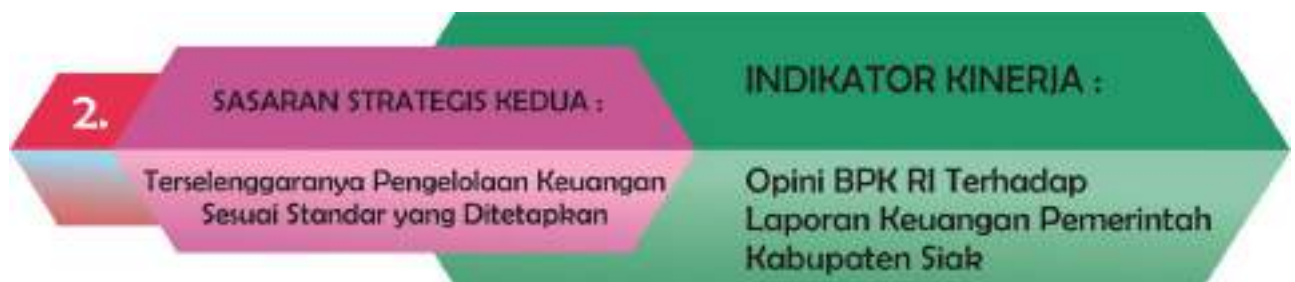 2.
SASARAN STRATEGIS KEDUA :
Terselenggaranya Pengelolaan Keuangan
Sesuai Standar yang Ditetapkan
INDIKATOR KINERJA :
Opini BPK RI Terhadap
Laporan Keuangan Pemerintah
Kabupaten Siak